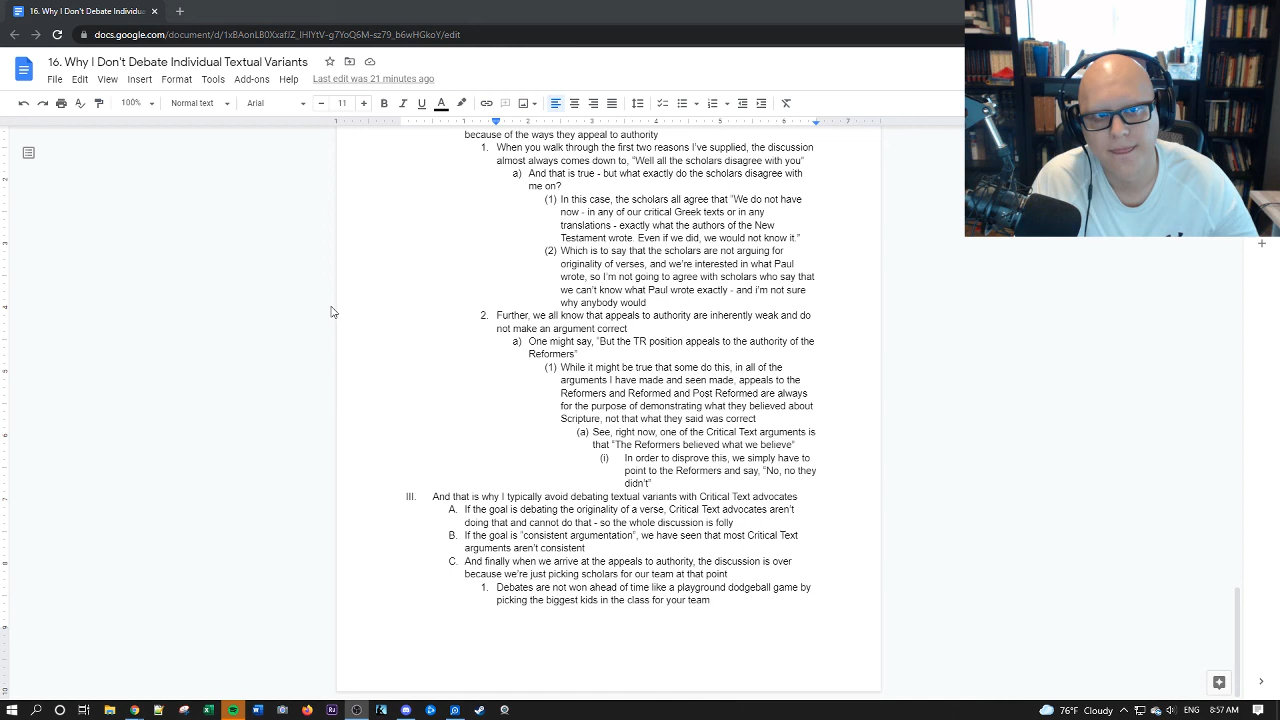 16. Why I Don't Debate Individua
docs.google.com/document/d/
16. Why I Don't Debate Individual Textual Variants
File Edit View Insert Format Tools Add-ons Help Last edit was 21 minutes ago
100% Normal text Arial 11
because of the ways they appeal to authority
1. When you walk through the first two reasons I've supplied, the discussion
almost always comes down to, "Well all the scholars disagree with you"
a) And that is true - but what exactly do the scholars disagree with
me on?
(1) In this case, the scholars all agree that "We do not have
now - in any of our critical Greek texts or in any
translations - exactly what the authors of the New
Testament wrote. Even if we did, we would not know it."
(2) Which is to say that the scholars are not arguing for
originality of verses, and we're interested in what Paul
wrote, so I'm not going to agree with scholars who say that
we can't know what Paul wrote exactly - and i'm not sure
why anybody would
2. Further, we all know that appeals to authority are inherently weak and do
not make an argument correct
a) One might say, "But the TR position appeals to the authority of the
Reformers"
(1) While it might be true that some do this, in all of the
arguments I have made and seen made, appeals to the
Reformers and Reformed and Post Reformed are always
for the purpose of demonstrating what they believed about
Scripture, not that what they said was correct
(a) See, right now, one of the Critical Text arguments is
that "The Reformers believed what we believe"
(i) In order to disprove this, we simply have to
point to the Reformers and say, "No, no they
didn't"
III. And that is why I typically avoid debating textual variants with Critical Text advocates
A. If the goal is debating the originality of a verse, Critical Text advocates aren't
doing that and cannot do that - so the whole discussion is folly
B. If the goal is "consistent argumentation", we have seen that most Critical Text
arguments aren't consistent
C. And finally when we arrive at the appeals to authority, the discussion is over
because we're just picking scholars for our team at that point
1. Debates are not won ahead of time like a playground dodgeball game by
picking the biggest kids in the class for your team
76°F Cloudy ENG 8:57 AM